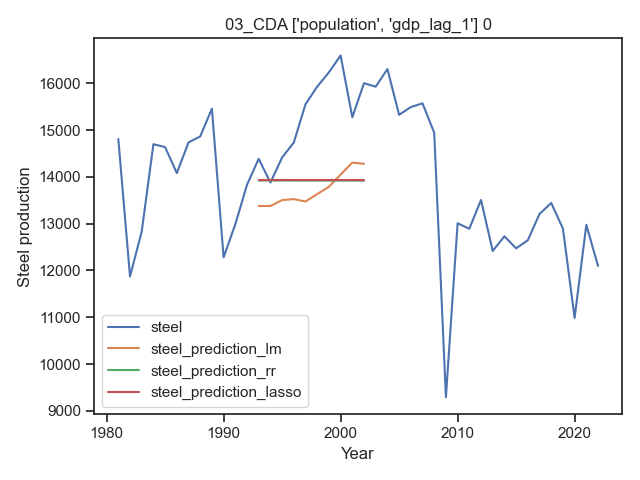 03_CDA ['population', 'gdp_lag_1'] 0
Steel production
16000
15000
14000
13000
12000
11000
10000
9000
steel
steel_prediction_lm
steel_prediction_rr
steel_prediction_lasso
1980 1990 2000 2010 2020
Year